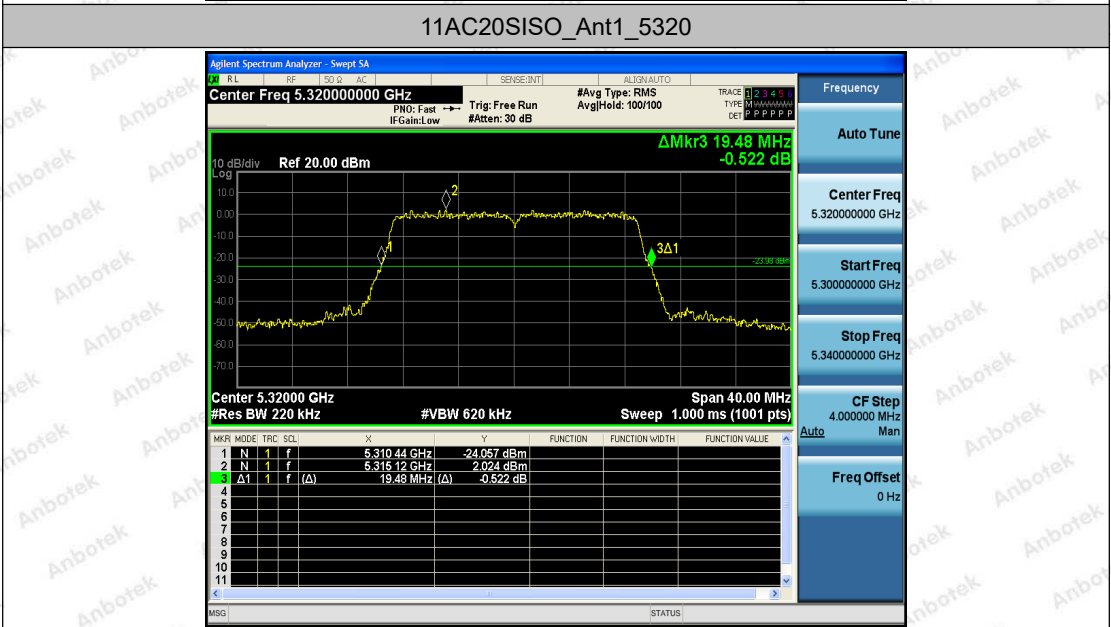 11AC20SISO_Ant1_5320
Agilent Spectrum Analyzer - Swept SA
RL RF 50 Ω AC SENSE:INT ALIGNAUTO
Center Freq 5.320000000 GHz
PNO: Fast
IFGain:Low
Trig: Free Run
#Atten: 30 dB
#Avg Type: RMS
Avg|Hold: 100/100
TRACE 1 2 3 4 5 6
TYPE MWWWWW
DET P P P P P P
ΔMkr3 19.48 MHz
-0.522 dB
10 dB/div Ref 20.00 dBm
Log
10.0
0.00
-10.0
-20.0
-30.0
-40.0
-50.0
-60.0
-70.0
1
2
3Δ1
-23.98 dBm
Center 5.32000 GHz Span 40.00 MHz
#Res BW 220 kHz #VBW 620 kHz Sweep 1.000 ms (1001 pts)
MKR MODE TRC SCL X Y FUNCTION FUNCTION WIDTH FUNCTION VALUE
1 N 1 f 5.310 44 GHz -24.057 dBm
2 N 1 f 5.315 12 GHz 2.024 dBm
3 Δ1 1 f (Δ) 19.48 MHz (Δ) -0.522 dB
4
5
6
7
8
9
10
11
MSG STATUS
Frequency
Auto Tune
Center Freq
5.320000000 GHz
Start Freq
5.300000000 GHz
Stop Freq
5.340000000 GHz
CF Step
4.000000 MHz
Auto Man
Freq Offset
0 Hz
Anbotek